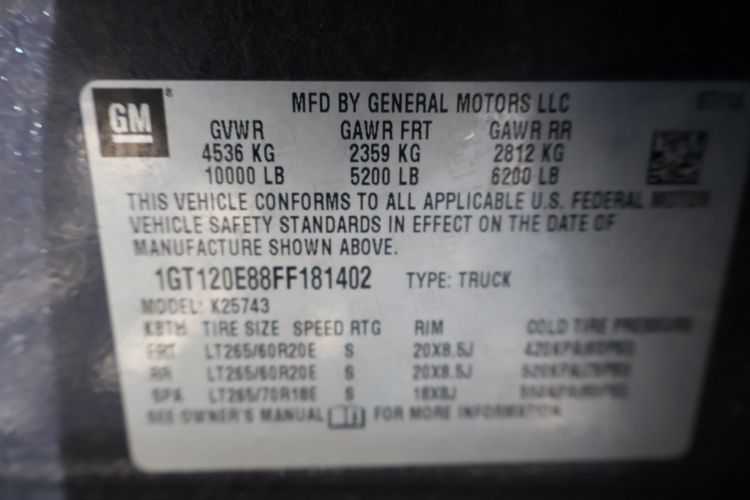 GM ®
MFD BY GENERAL MOTORS LLC
GVWR GAWR FRT GAWR RR
4536 KG 2359 KG 2812 KG
10000 LB 5200 LB 6200 LB
THIS VEHICLE CONFORMS TO ALL APPLICABLE U.S. FEDERAL MOTOR
VEHICLE SAFETY STANDARDS IN EFFECT ON THE DATE OF
MANUFACTURE SHOWN ABOVE.
1GT120E88FF181402 TYPE: TRUCK
MODEL: K25743
TIRE SIZE SPEED RTG RIM COLD TIRE PRESSURE
FRT LT265/60R20E S 20X8.5J
RR LT265/60R20E S 20X8.5J
SPA LT265/70R18E S 18X8J
SEE OWNER'S MANUAL FOR MORE INFORMATION